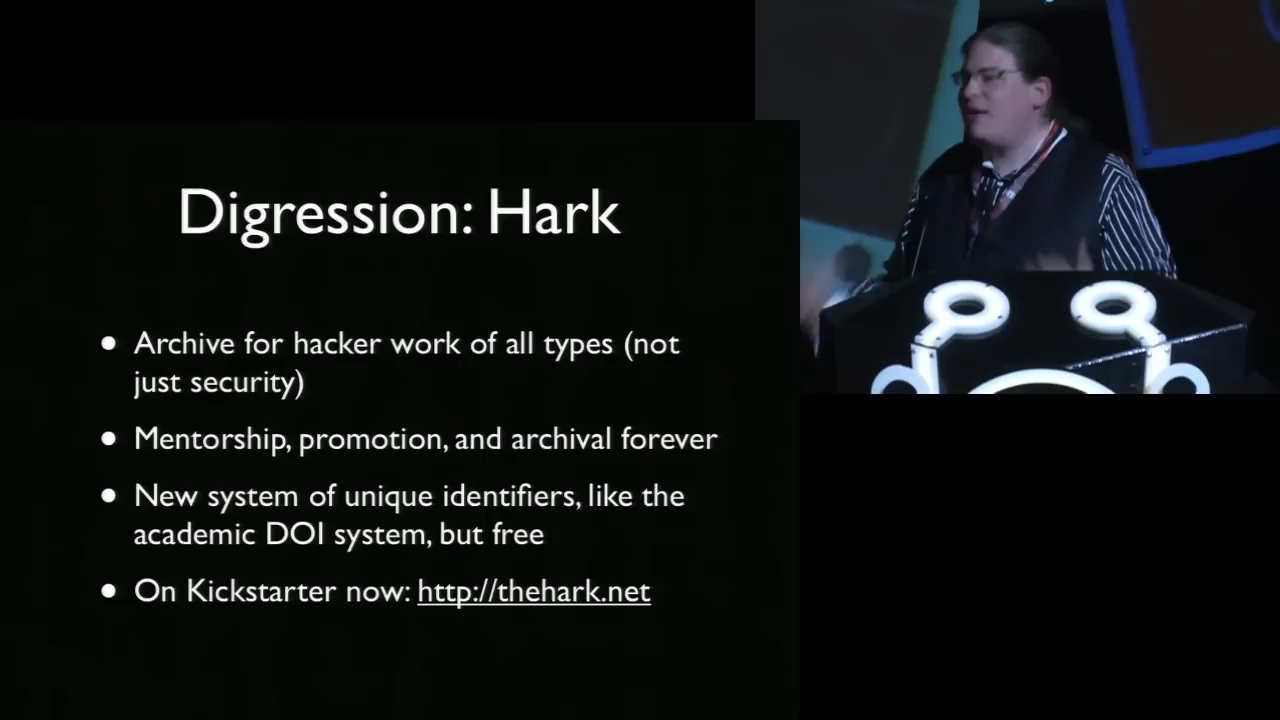 Digression: Hark
• Archive for hacker work of all types (not
just security)
• Mentorship, promotion, and archival forever
• New system of unique identifiers, like the
academic DOI system, but free
• On Kickstarter now: http://thehark.net